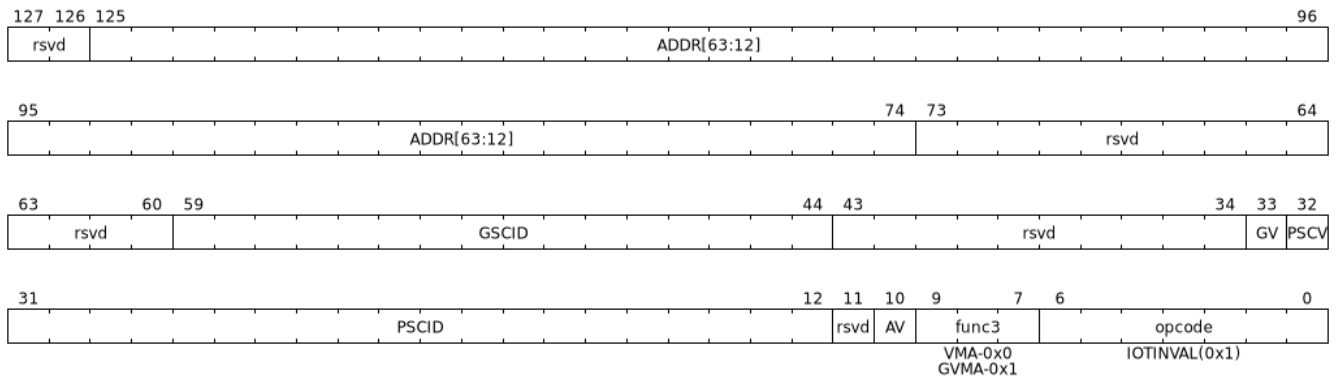 127 126 125 96
rsvd ADDR[63:12]
95 74 73 64
ADDR[63:12] rsvd
63 60 59 44 43 34 33 32
rsvd GSCID rsvd GV PSCV
31 12 11 10 9 7 6 0
PSCID rsvd AV func3 opcode
VMA-0x0 IOTINVAL(0x1)
GVMA-0x1